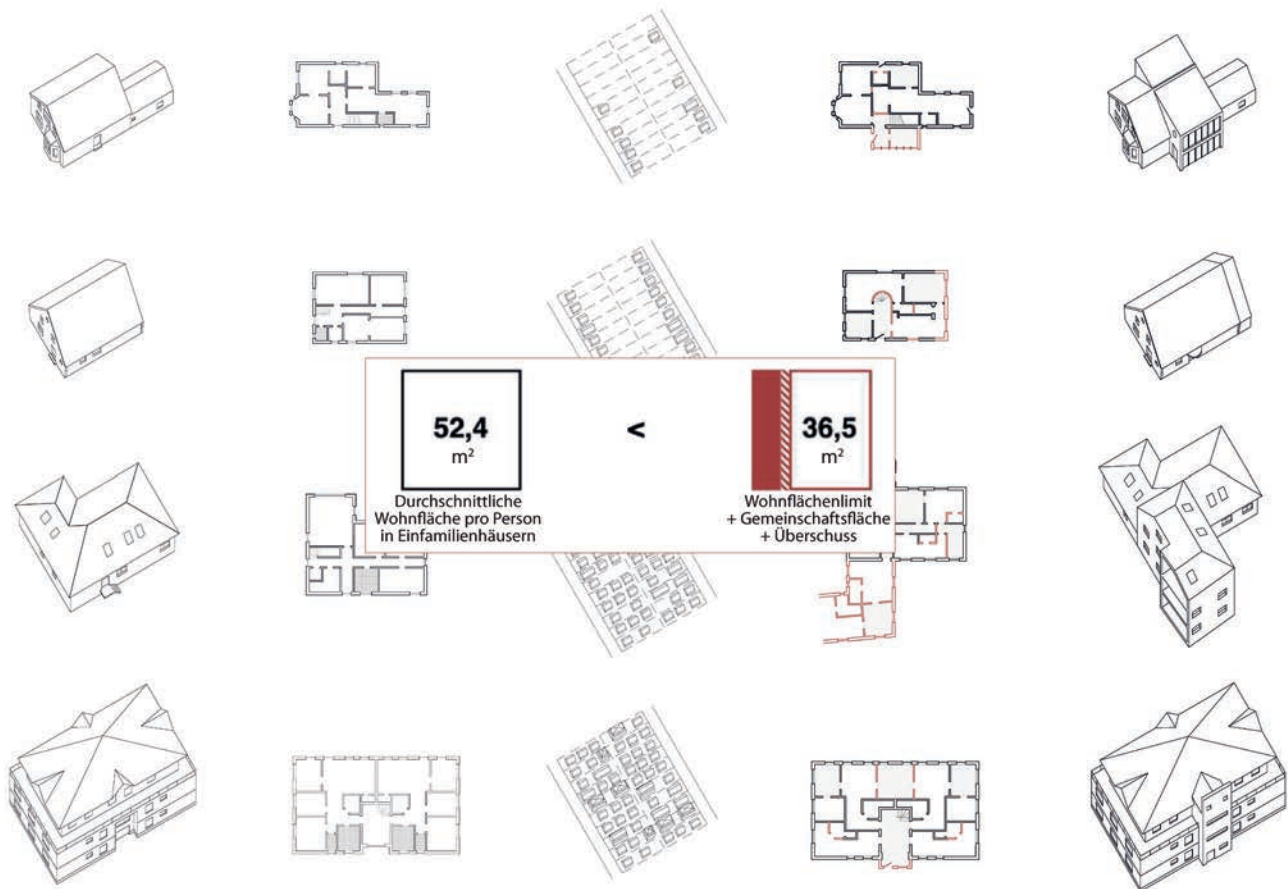 52,4
m²
Durchschnittliche
Wohnfläche pro Person
in Einfamilienhäusern
<
36,5
m²
Wohnflächenlimit
+ Gemeinschaftsfläche
+ Überschuss